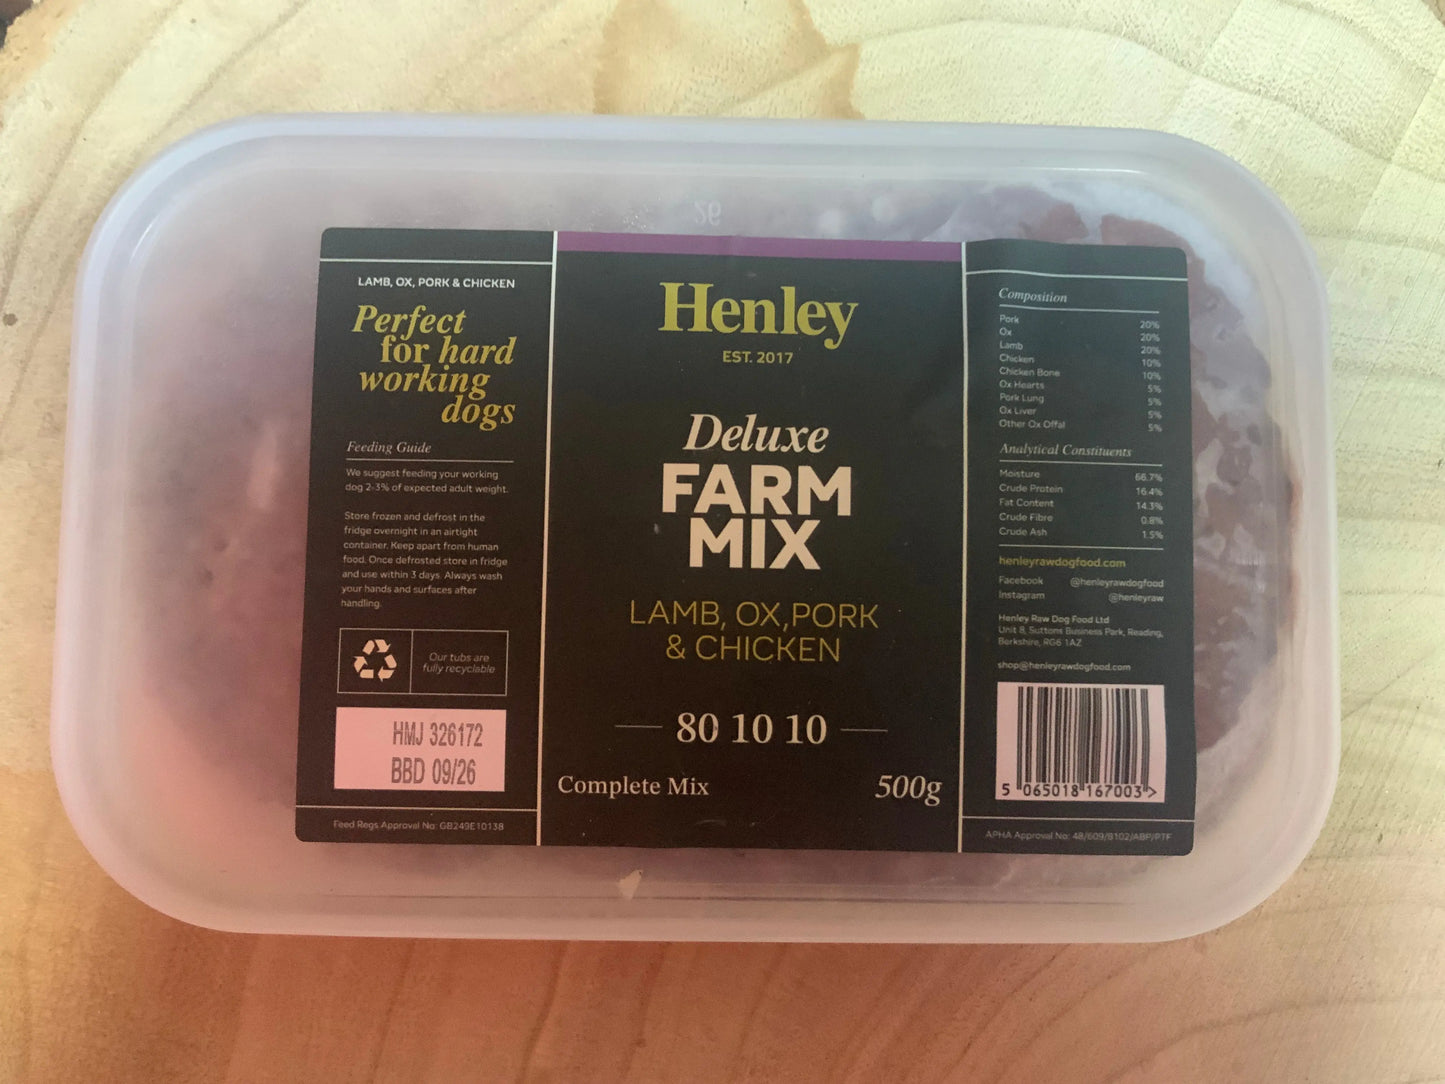 26
LAMB, OX, PORK & CHICKEN
Perfect
for hard
working
dogs
Feeding Guide
We suggest feeding your working
dog 2-3% of expected adult weight.
Store frozen and defrost in the
fridge overnight in an airtight
container. Keep apart from human
food. Once defrosted store in fridge
and use within 3 days. Always wash
your hands and surfaces after
handling.
Our tubs are
fully recyclable
HMJ 326172
BBD 09/26
Feed Regs Approval No: GB249E10138
Henley
EST. 2017
Deluxe
FARM
MIX
LAMB, OX,PORK
& CHICKEN
80 10 10
Complete Mix 500g
Composition
Pork 20%
Ox 20%
Lamb 20%
Chicken 10%
Chicken Bone 10%
Ox Hearts 5%
Pork Lung 5%
Ox Liver 5%
Other Ox Offal 5%
Analytical Constituents
Moisture 66.7%
Crude Protein 16.4%
Fat Content 14.3%
Crude Fibre 0.8%
Crude Ash 1.5%
henleyrawdogfood.com
Facebook @henleyrawdogfood
Instagram @henleyraw
Henley Raw Dog Food Ltd
Unit 8, Suttons Business Park, Reading,
Berkshire, RG6 1AZ
shop@henleyrawdogfood.com
5 065018 167003 >
APHA Approval No: 48/609/8102/ABP/PTF